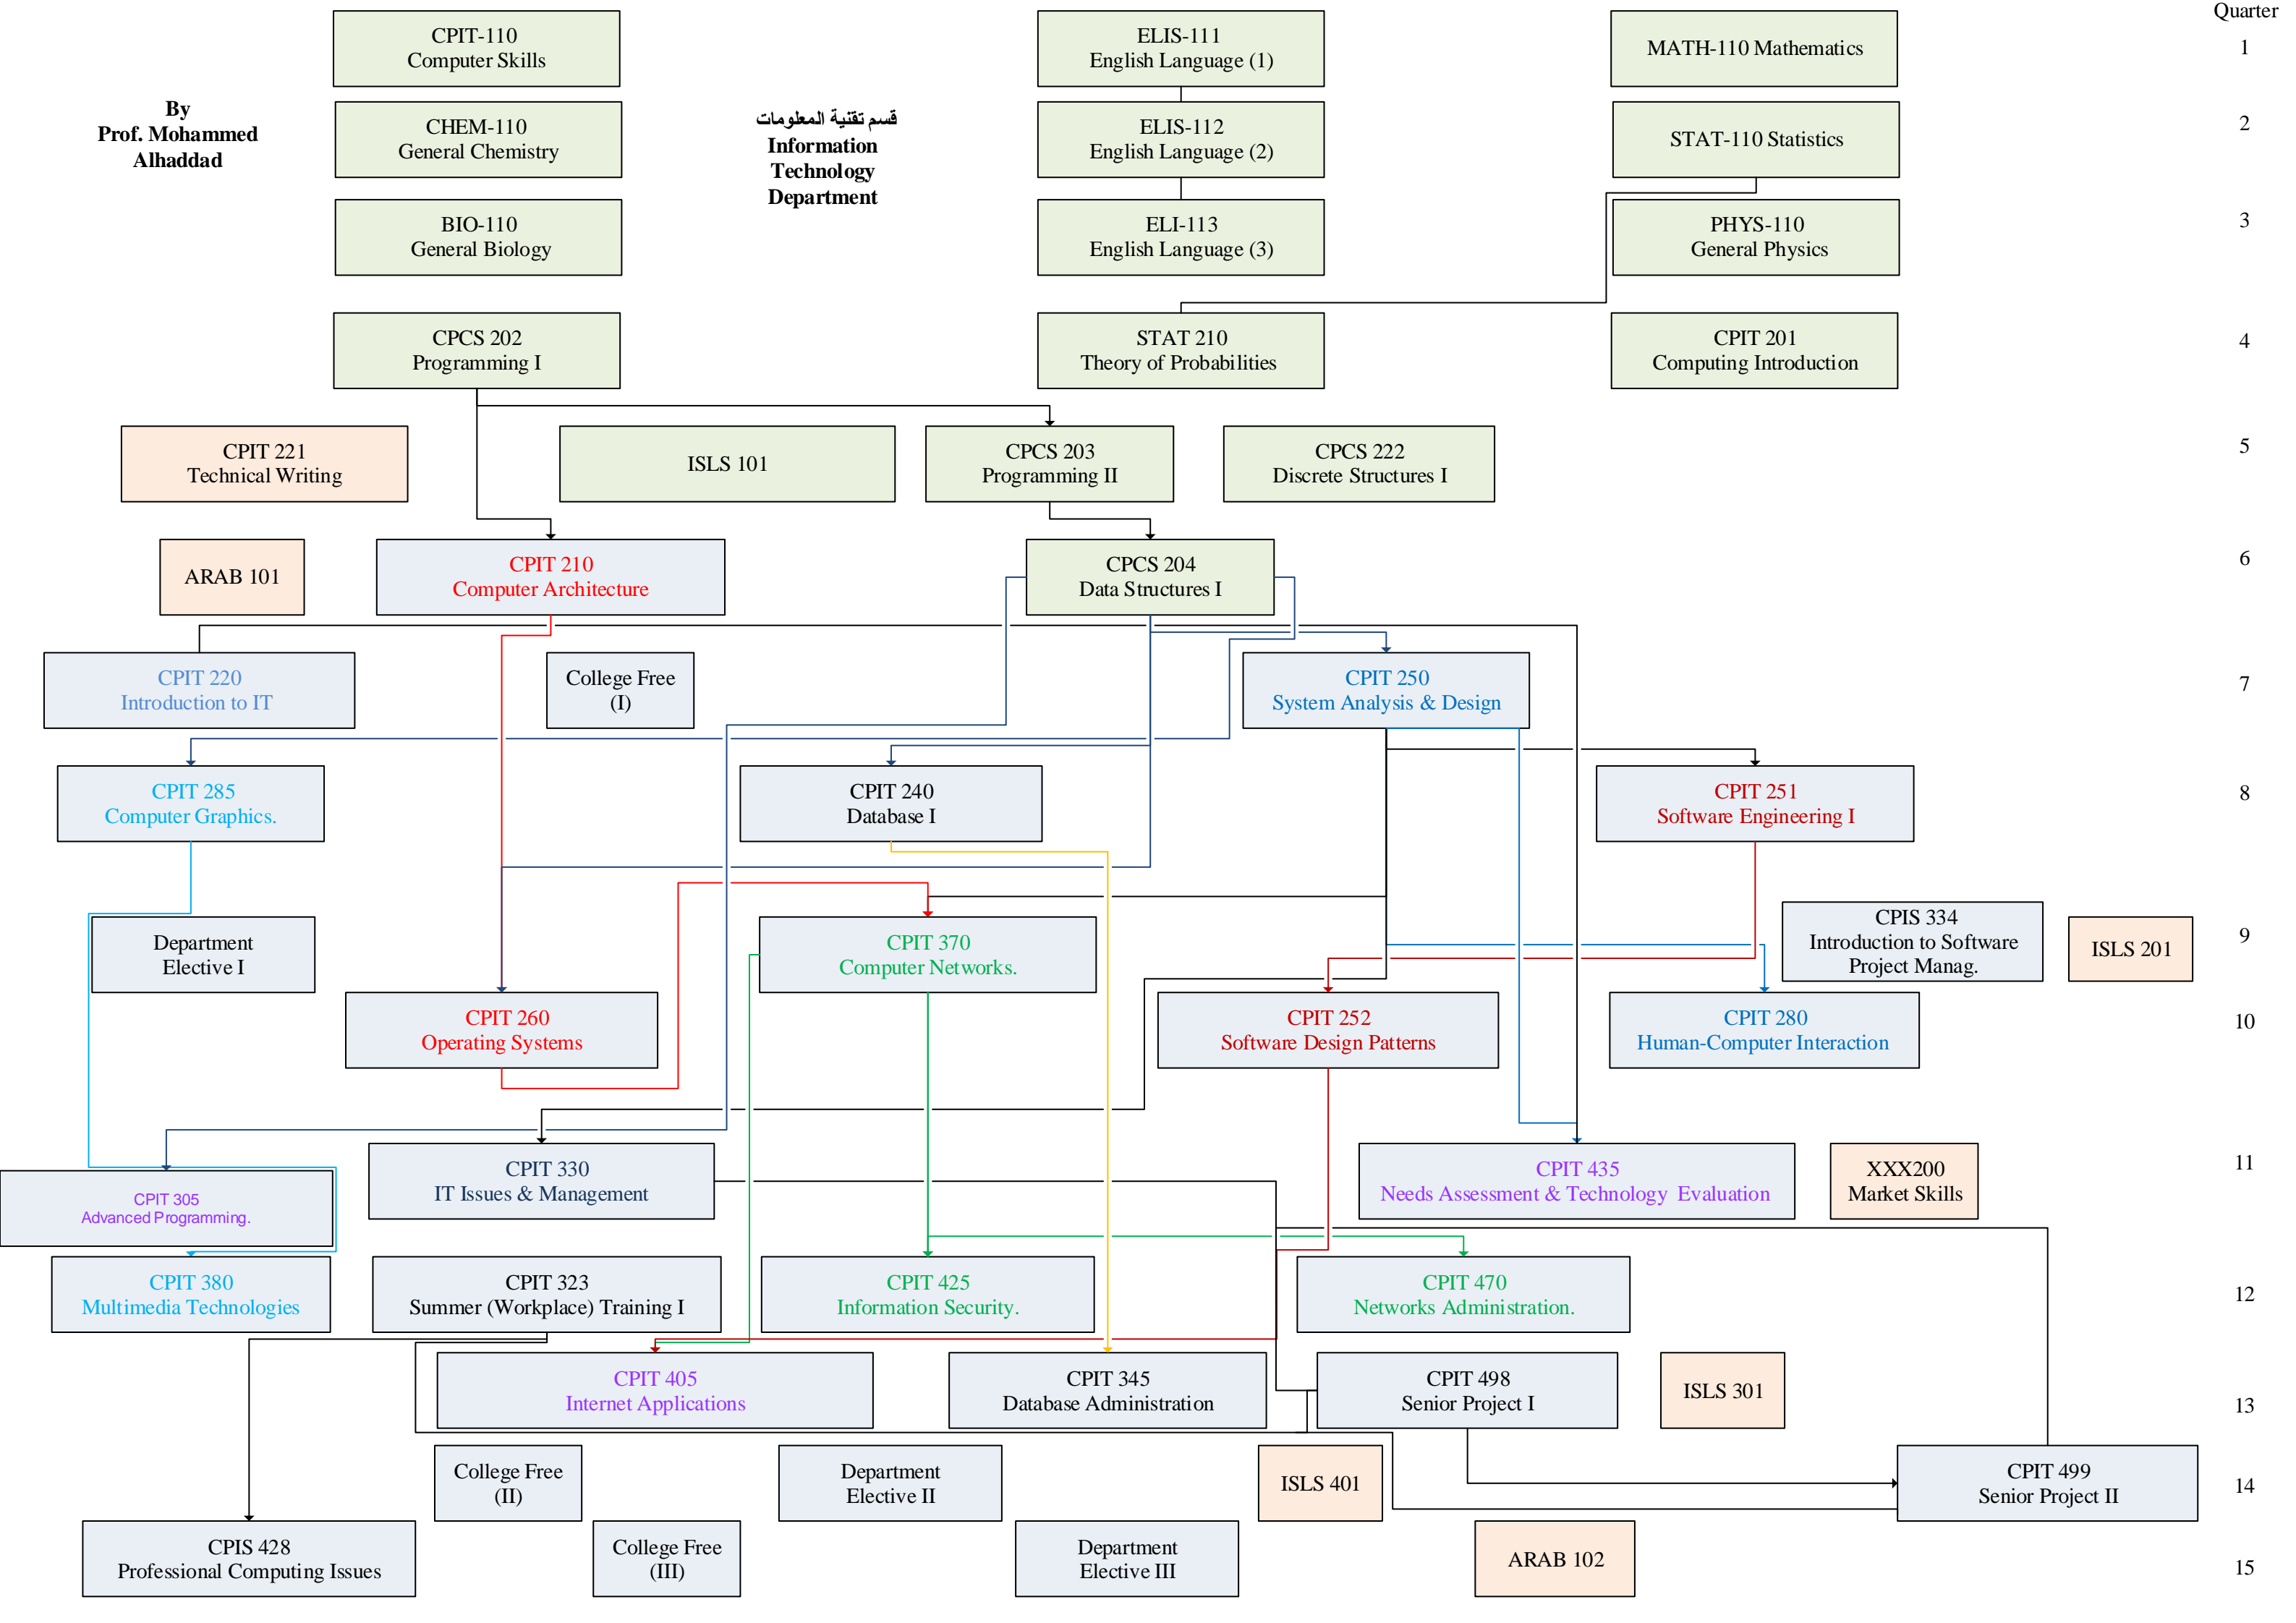 Quarter
CPIT-110
Computer Skills
ELIS-111
English Language (1)
MATH-110 Mathematics
1
By
Prof. Mohammed
Alhaddad
CHEM-110
General Chemistry
قسم تقنية المعلومات
Information
Technology
Department
ELIS-112
English Language (2)
STAT-110 Statistics
2
BIO-110
General Biology
ELI-113
English Language (3)
PHYS-110
General Physics
3
CPCS 202
Programming I
STAT 210
Theory of Probabilities
CPIT 201
Computing Introduction
4
CPIT 221
Technical Writing
ISLS 101
CPCS 203
Programming II
CPCS 222
Discrete Structures I
5
ARAB 101
CPIT 210
Computer Architecture
CPCS 204
Data Structures I
6
CPIT 220
Introduction to IT
College Free
(I)
CPIT 250
System Analysis & Design
7
CPIT 285
Computer Graphics.
CPIT 240
Database I
CPIT 251
Software Engineering I
8
Department
Elective I
CPIT 370
Computer Networks.
CPIS 334
Introduction to Software
Project Manag.
ISLS 201
9
CPIT 260
Operating Systems
CPIT 252
Software Design Patterns
CPIT 280
Human-Computer Interaction
10
CPIT 305
Advanced Programming.
CPIT 330
IT Issues & Management
CPIT 435
Needs Assessment & Technology Evaluation
XXX200
Market Skills
11
CPIT 380
Multimedia Technologies
CPIT 323
Summer (Workplace) Training I
CPIT 425
Information Security.
CPIT 470
Networks Administration.
12
CPIT 405
Internet Applications
CPIT 345
Database Administration
CPIT 498
Senior Project I
ISLS 301
13
College Free
(II)
Department
Elective II
ISLS 401
CPIT 499
Senior Project II
14
CPIS 428
Professional Computing Issues
College Free
(III)
Department
Elective III
ARAB 102
15